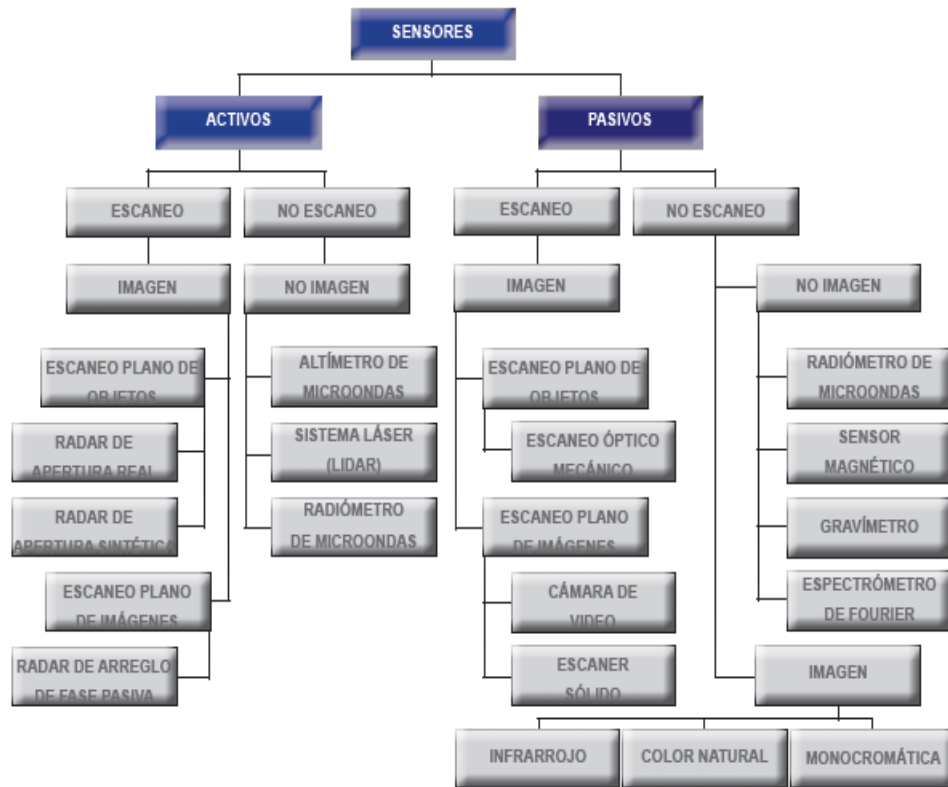 SENSORES
ACTIVOS
PASIVOS
ESCANEO
NO ESCANEO
ESCANEO
NO ESCANEO
IMAGEN
NO IMAGEN
IMAGEN
NO IMAGEN
ESCANEO PLANO DE
OBJETOS
RADAR DE
APERTURA REAL
RADAR DE
APERTURA SINTÉTICA
ESCANEO PLANO
DE IMÁGENES
RADAR DE ARREGLO
DE FASE PASIVA
ALTÍMETRO DE
MICROONDAS
SISTEMA LÁSER
(LIDAR)
RADIÓMETRO
DE MICROONDAS
ESCANEO PLANO DE
OBJETOS
ESCANEO ÓPTICO
MECÁNICO
ESCANEO PLANO
DE IMÁGENES
CÁMARA DE
VIDEO
ESCANER
SÓLIDO
RADIÓMETRO DE
MICROONDAS
SENSOR
MAGNÉTICO
GRAVÍMETRO
ESPECTRÓMETRO
DE FOURIER
IMAGEN
INFRARROJO
COLOR NATURAL
MONOCROMÁTICA